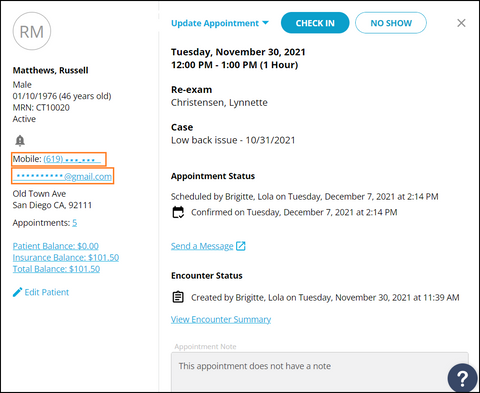 RM
Matthews, Russell
Male
01/10/1976 (46 years old)
MRN: CT10020
Active
Mobile: (619)
@gmail.com
Old Town Ave
San Diego CA, 92111
Appointments: 5
Patient Balance: $0.00
Insurance Balance: $101.50
Total Balance: $101.50
Edit Patient
Update Appointment
CHECK IN
NO SHOW
Tuesday, November 30, 2021
12:00 PM - 1:00 PM (1 Hour)
Re-exam
Christensen, Lynnette
Case
Low back issue - 10/31/2021
Appointment Status
Scheduled by Brigitte, Lola on Tuesday, December 7, 2021 at 2:14 PM
Confirmed on Tuesday, December 7, 2021 at 2:14 PM
Send a Message
Encounter Status
Created by Brigitte, Lola on Tuesday, November 30, 2021 at 11:39 AM
View Encounter Summary
Appointment Note
This appointment does not have a note
?